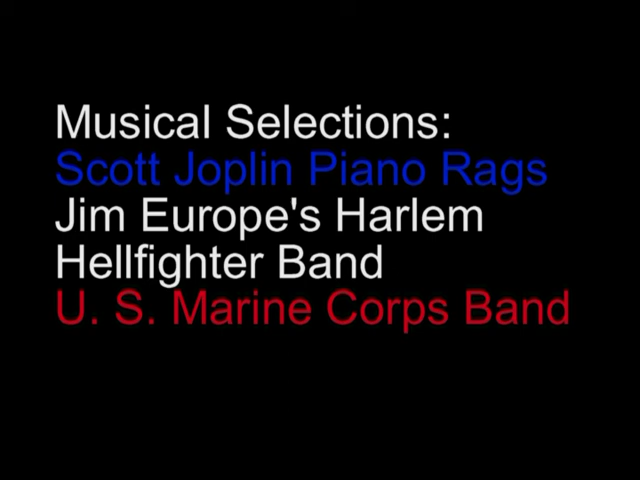 Musical Selections:
Scott Joplin Piano Rags
Jim Europe's Harlem
Hellfighter Band
U. S. Marine Corps Band